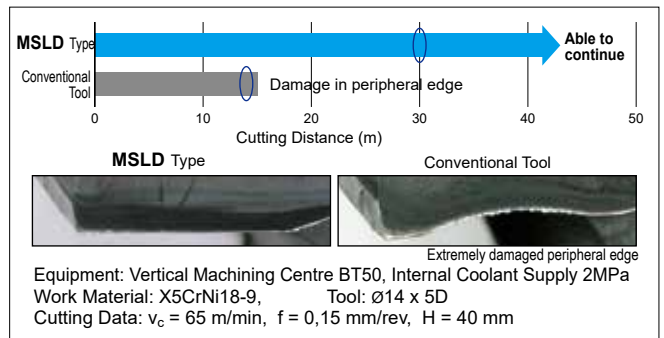 MSLD Type
Able to
continue
Conventional
Tool
Damage in peripheral edge
0 10 20 30 40 50
Cutting Distance (m)
MSLD Type Conventional Tool
Extremely damaged peripheral edge
Equipment: Vertical Machining Centre BT50, Internal Coolant Supply 2MPa
Work Material: X5CrNi18-9, Tool: Ø14 x 5D
Cutting Data: vc = 65 m/min, f = 0,15 mm/rev, H = 40 mm